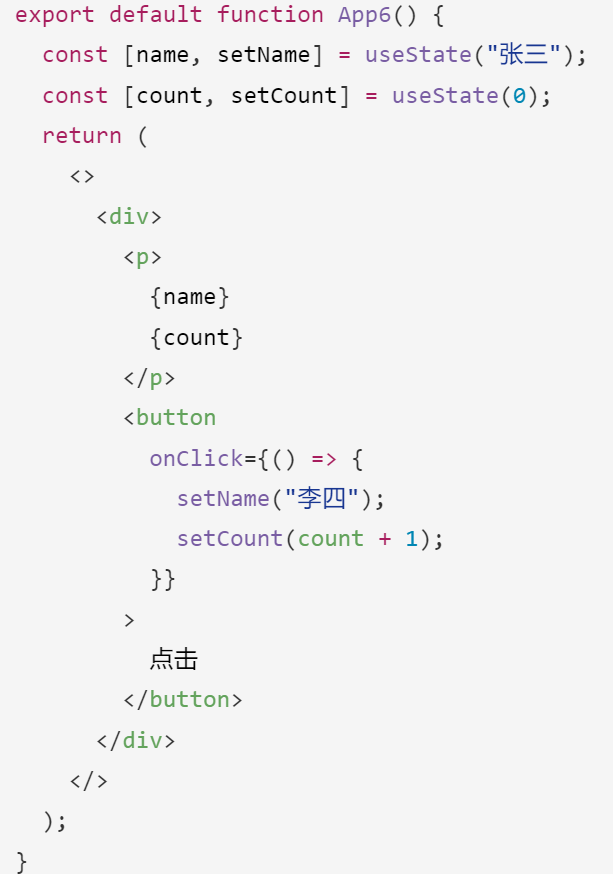 export default function App6() {
  const [name, setName] = useState("张三");
  const [count, setCount] = useState(0);
  return (
    <>
      <div>
        <p>
          {name}
          {count}
        </p>
        <button
          onClick={() => {
            setName("李四");
            setCount(count + 1);
          }}
        >
          点击
        </button>
      </div>
    </>
  );
}